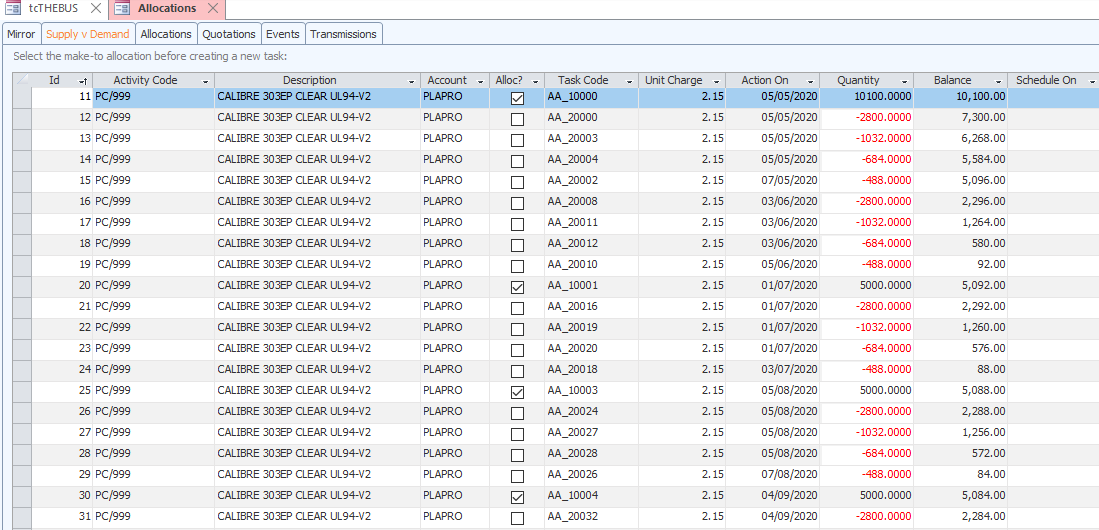 tcTHEBUS Allocations
Mirror Supply v Demand Allocations Quotations Events Transmissions
Select the make-to allocation before creating a new task:
Id Activity Code Description Account Alloc? Task Code Unit Charge Action On Quantity Balance Schedule On
11 PC/999 CALIBRE 303EP CLEAR UL94-V2 PLAPRO AA_10000 2.15 05/05/2020 10100.0000 10,100.00
12 PC/999 CALIBRE 303EP CLEAR UL94-V2 PLAPRO AA_20000 2.15 05/05/2020 -2800.0000 7,300.00
13 PC/999 CALIBRE 303EP CLEAR UL94-V2 PLAPRO AA_20003 2.15 05/05/2020 -1032.0000 6,268.00
14 PC/999 CALIBRE 303EP CLEAR UL94-V2 PLAPRO AA_20004 2.15 05/05/2020 -684.0000 5,584.00
15 PC/999 CALIBRE 303EP CLEAR UL94-V2 PLAPRO AA_20002 2.15 07/05/2020 -488.0000 5,096.00
16 PC/999 CALIBRE 303EP CLEAR UL94-V2 PLAPRO AA_20008 2.15 03/06/2020 -2800.0000 2,296.00
17 PC/999 CALIBRE 303EP CLEAR UL94-V2 PLAPRO AA_20011 2.15 03/06/2020 -1032.0000 1,264.00
18 PC/999 CALIBRE 303EP CLEAR UL94-V2 PLAPRO AA_20012 2.15 03/06/2020 -684.0000 580.00
19 PC/999 CALIBRE 303EP CLEAR UL94-V2 PLAPRO AA_20010 2.15 05/06/2020 -488.0000 92.00
20 PC/999 CALIBRE 303EP CLEAR UL94-V2 PLAPRO AA_10001 2.15 01/07/2020 5000.0000 5,092.00
21 PC/999 CALIBRE 303EP CLEAR UL94-V2 PLAPRO AA_20016 2.15 01/07/2020 -2800.0000 2,292.00
22 PC/999 CALIBRE 303EP CLEAR UL94-V2 PLAPRO AA_20019 2.15 01/07/2020 -1032.0000 1,260.00
23 PC/999 CALIBRE 303EP CLEAR UL94-V2 PLAPRO AA_20020 2.15 01/07/2020 -684.0000 576.00
24 PC/999 CALIBRE 303EP CLEAR UL94-V2 PLAPRO AA_20018 2.15 03/07/2020 -488.0000 88.00
25 PC/999 CALIBRE 303EP CLEAR UL94-V2 PLAPRO AA_10003 2.15 05/08/2020 5000.0000 5,088.00
26 PC/999 CALIBRE 303EP CLEAR UL94-V2 PLAPRO AA_20024 2.15 05/08/2020 -2800.0000 2,288.00
27 PC/999 CALIBRE 303EP CLEAR UL94-V2 PLAPRO AA_20027 2.15 05/08/2020 -1032.0000 1,256.00
28 PC/999 CALIBRE 303EP CLEAR UL94-V2 PLAPRO AA_20028 2.15 05/08/2020 -684.0000 572.00
29 PC/999 CALIBRE 303EP CLEAR UL94-V2 PLAPRO AA_20026 2.15 07/08/2020 -488.0000 84.00
30 PC/999 CALIBRE 303EP CLEAR UL94-V2 PLAPRO AA_10004 2.15 04/09/2020 5000.0000 5,084.00
31 PC/999 CALIBRE 303EP CLEAR UL94-V2 PLAPRO AA_20032 2.15 04/09/2020 -2800.0000 2,284.00